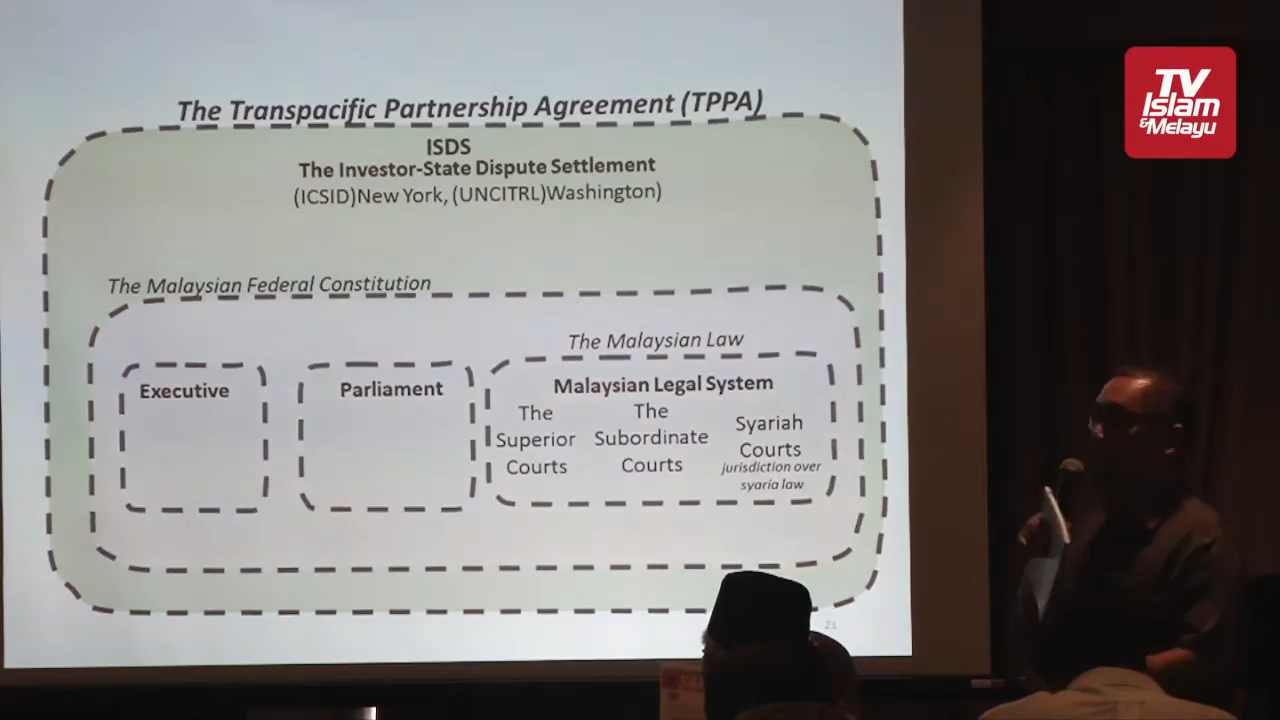 The Transpacific Partnership Agreement (TPPA)
ISDS
The Investor-State Dispute Settlement
(ICSID)New York, (UNCITRL)Washington)
The Malaysian Federal Constitution
The Malaysian Law
Executive
Parliament
Malaysian Legal System
The
Superior
Courts
The
Subordinate
Courts
Syariah
Courts
jurisdiction over
syaria law
21
TV
Islam
&Melayu